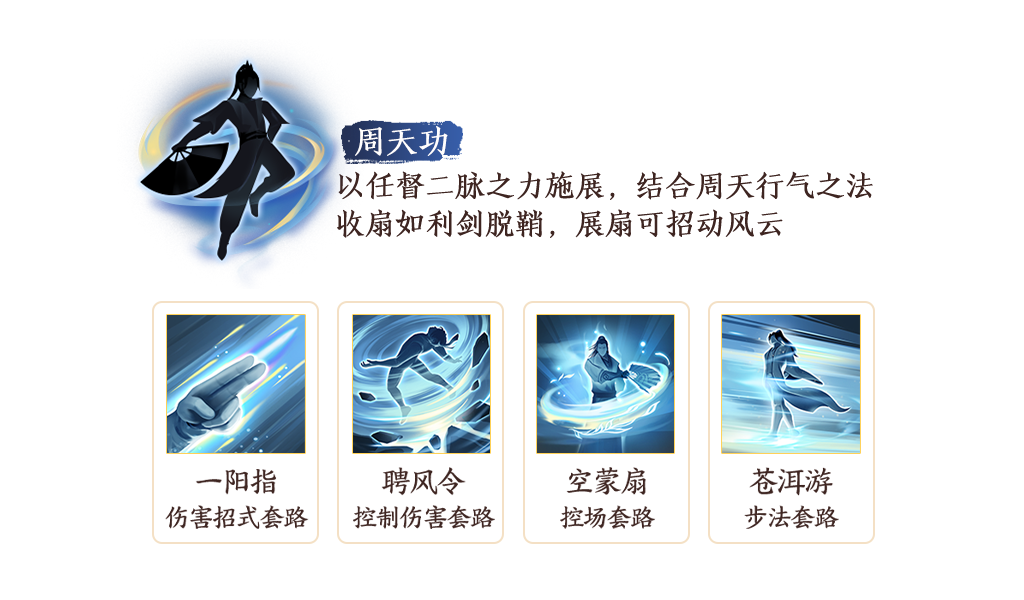 周天功
以任督二脉之力施展，结合周天行气之法
收扇如利剑脱鞘，展扇可招动风云
一阳指
伤害招式套路
聘风令
控制伤害套路
空蒙扇
控场套路
苍洱游
步法套路